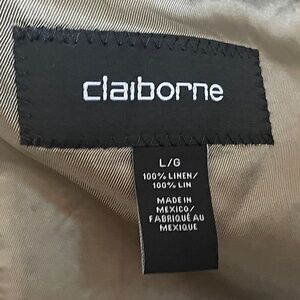 claiborne
L/G
100% LINEN/
100% LIN
MADE IN
MEXICO/
FABRIQUÉ AU
MEXIQUE